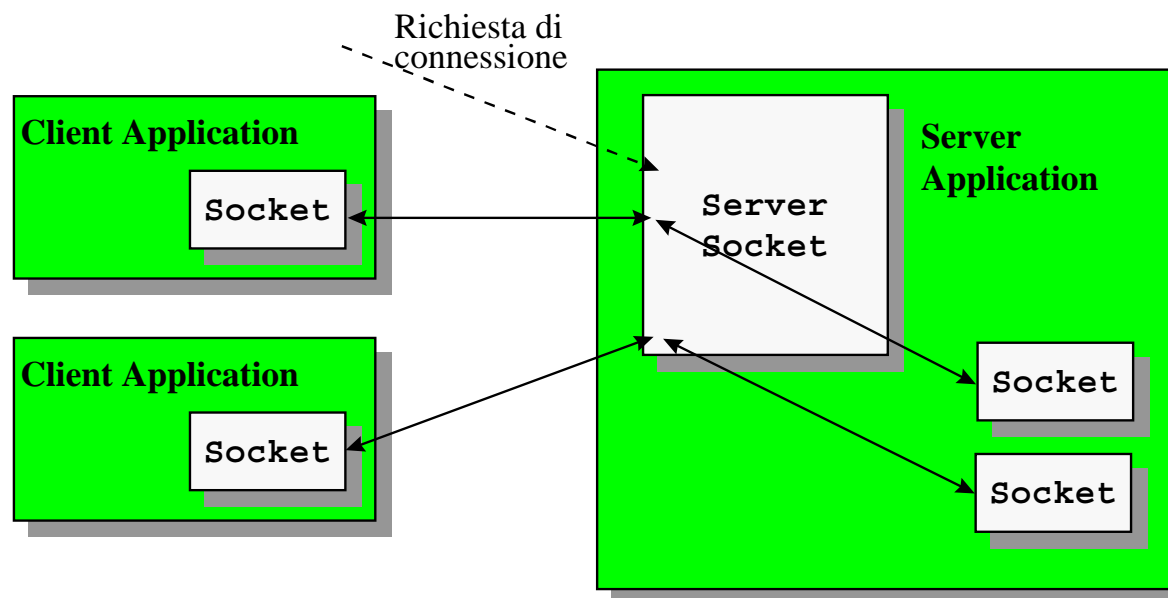 Richiesta di
connessione
Client Application
Socket
Client Application
Socket
Server
Application
Server
Socket
Socket
Socket